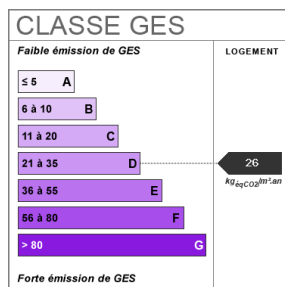 CLASSE GES
Faible émission de GES
LOGEMENT
≤ 5 A
6 à 10 B
11 à 20 C
21 à 35 D
26
kgéqCO2/m².an
36 à 55 E
56 à 80 F
> 80 G
Forte émission de GES